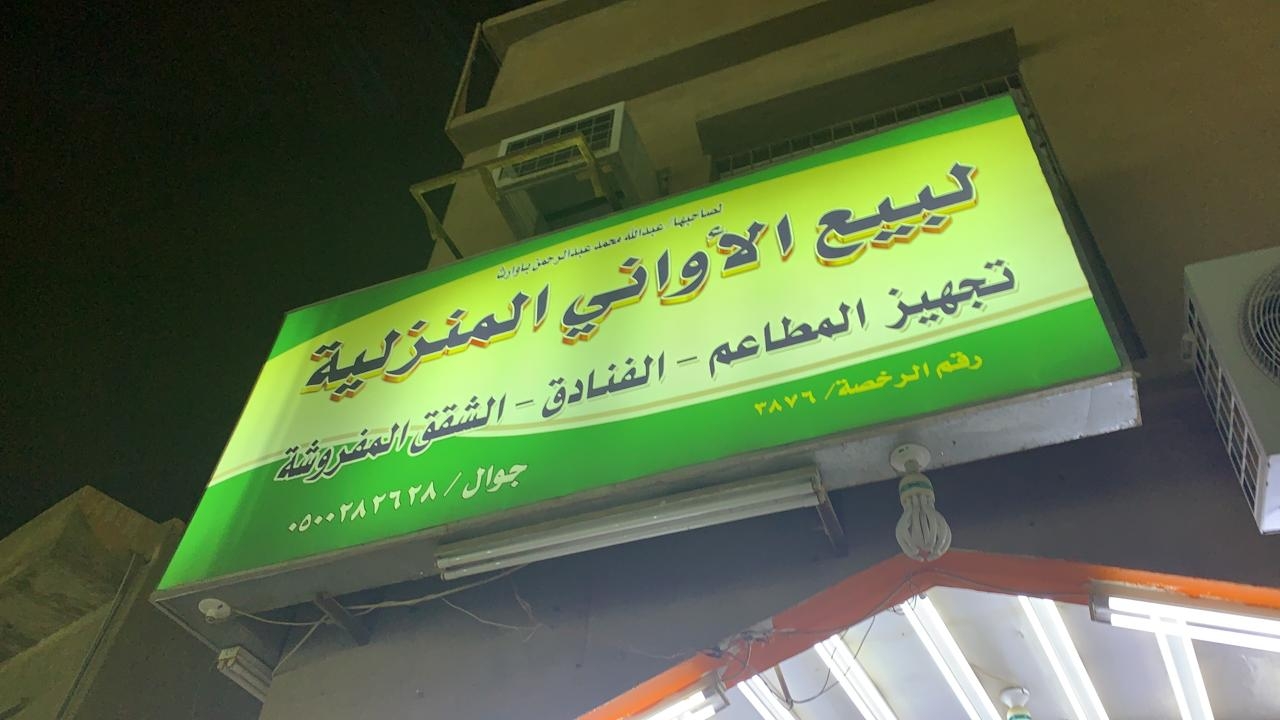 لصاحبها/ عبدالله محمد عبدالرحمن باوارث
لبيع الأواني المنزلية
تجهيز المطاعم - الفنادق - الشقق المفروشة
رقم الرخصة/ ٣٨٧٦
جوال/ ٠٥٠٠٢٨٢٦٢٨